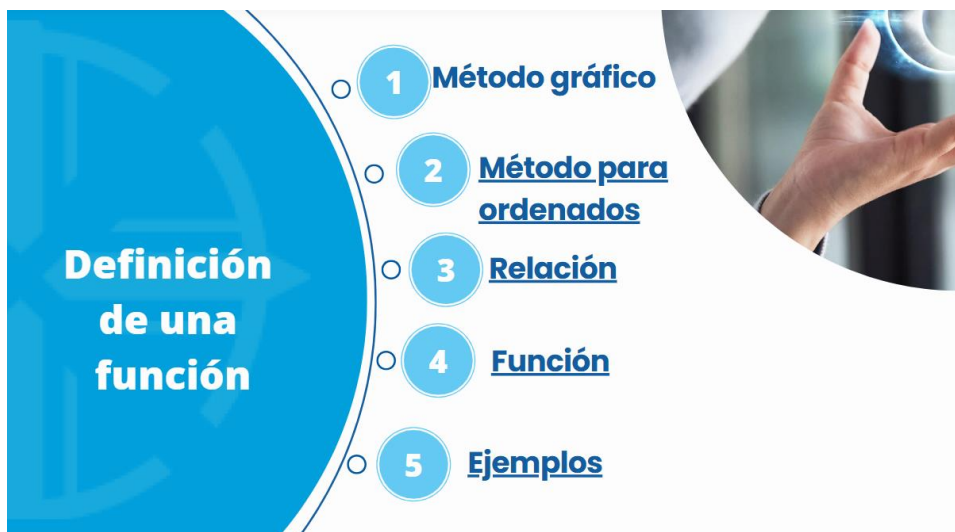 Definición
de una
función
1 Método gráfico
2 Método para
ordenados
3 Relación
4 Función
5 Ejemplos